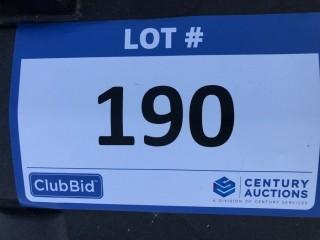 LOT #
190
ClubBid
CENTURY
AUCTIONS
A DIVISION OF CENTURY SERVICES